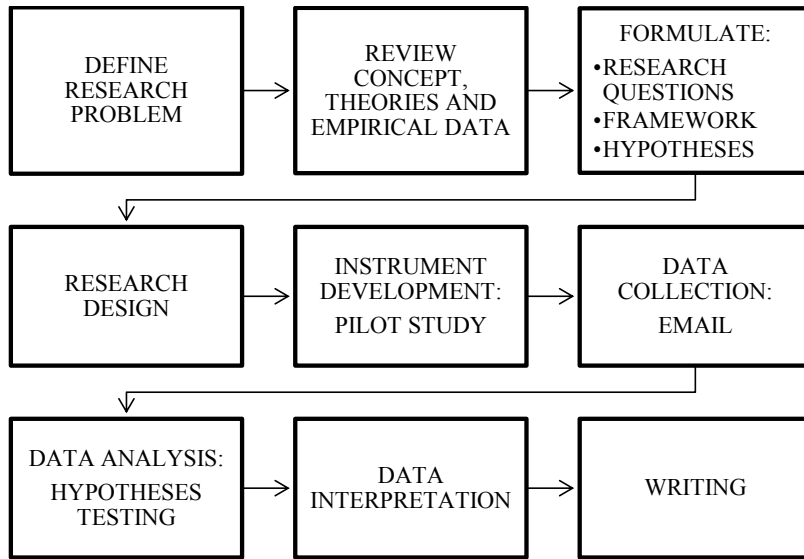 DEFINE
RESEARCH
PROBLEM
REVIEW
CONCEPT,
THEORIES AND
EMPIRICAL DATA
FORMULATE:
•RESEARCH
QUESTIONS
•FRAMEWORK
•HYPOTHESES
RESEARCH
DESIGN
INSTRUMENT
DEVELOPMENT:
PILOT STUDY
DATA
COLLECTION:
EMAIL
DATA ANALYSIS:
HYPOTHESES
TESTING
DATA
INTERPRETATION
WRITING